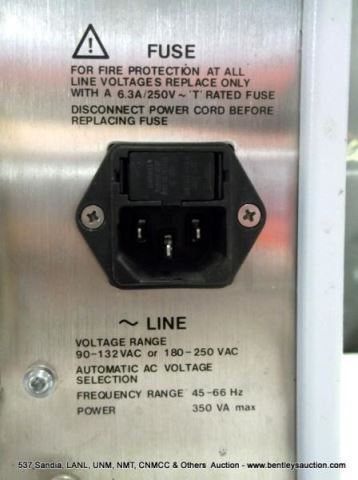 FUSE
FOR FIRE PROTECTION AT ALL
LINE VOLTAGES REPLACE ONLY
WITH A 6.3A/250V ~ 'T' RATED FUSE
DISCONNECT POWER CORD BEFORE
REPLACING FUSE
~ LINE
VOLTAGE RANGE
90-132 VAC or 180-250 VAC
AUTOMATIC AC VOLTAGE
SELECTION
FREQUENCY RANGE 45-66 Hz
POWER 350 VA max
537 Sandia, LANL, UNM, NMT, CNMCC & Others Auction - www.bentleysauction.com